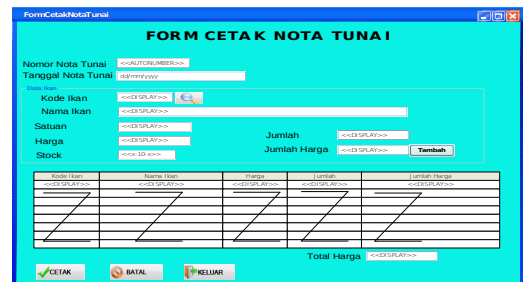 FormCetakNotaTunai
FORM CETAK NOTA TUNAI
Nomor Nota Tunai <<AUTONUMBER>>
Tanggal Nota Tunai dd/mm/yyyy
Data Ikan
Kode Ikan <<DISPLAY>>
Nama Ikan <<DISPLAY>>
Satuan <<DISPLAY>>
Harga <<DISPLAY>>
Stock <<x-10-x>>
Jumlah <<DISPLAY>>
Jumlah Harga <<DISPLAY>> Tambah
Kode Ikan Nama Ikan Harga Jumlah Jumlah Harga
<<DISPLAY>> <<DISPLAY>> <<DISPLAY>> <<DISPLAY>> <<DISPLAY>>
Total Harga <<DISPLAY>>
CETAK BATAL KELUAR